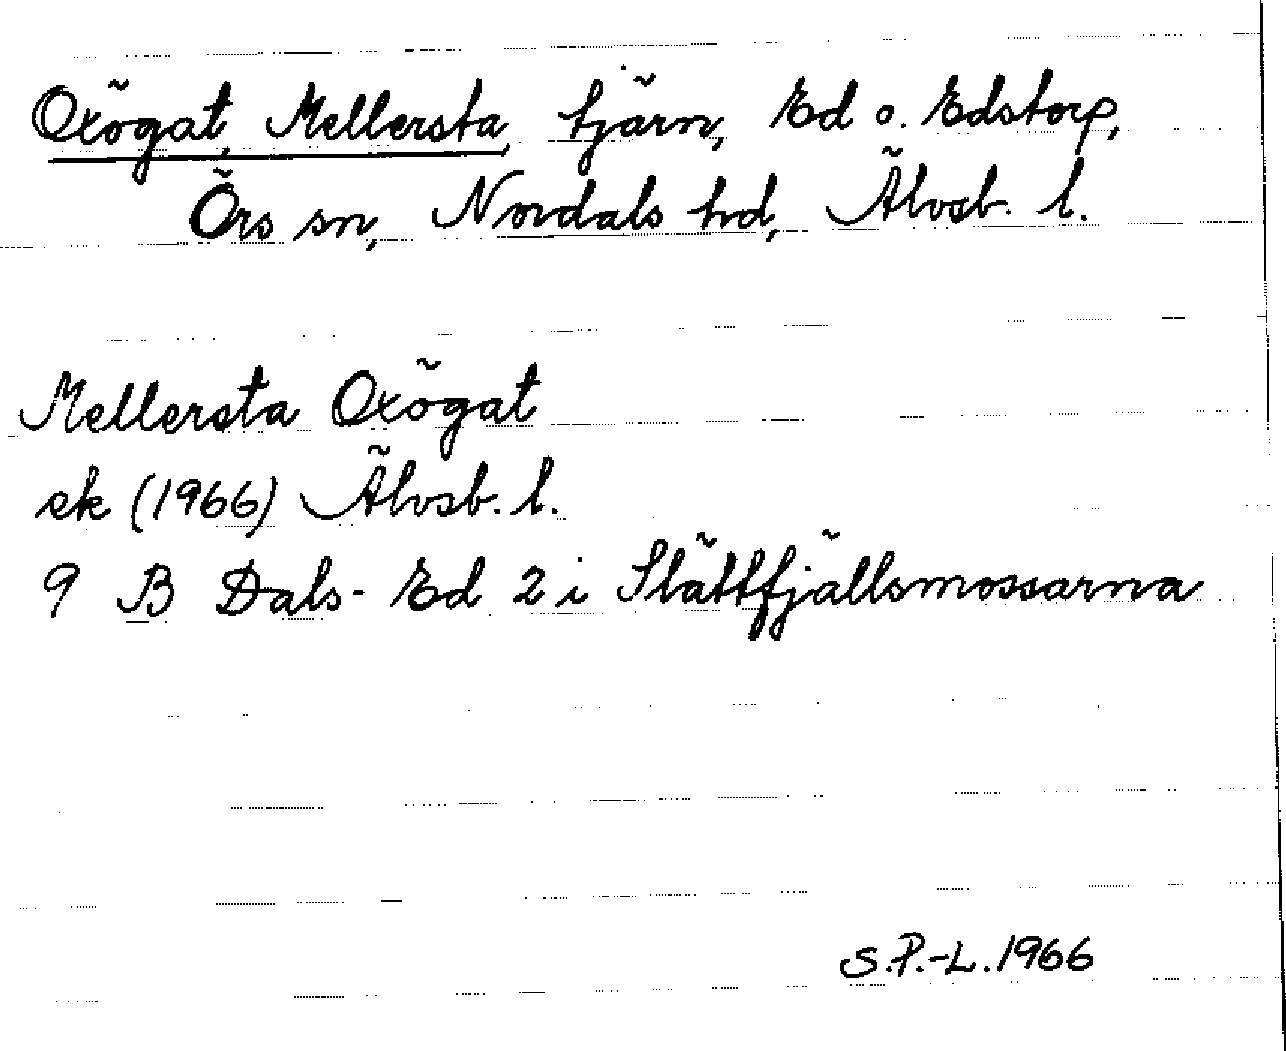 Oxögat, Mellersta, tjärn, Ed o. Edstorp,
Örs sn, Nordals hd, Älvsb. l.
Mellersta Oxögat
ek (1966) Älvsb. l.
9 B Dals-Ed 2 i Slättfjällsmossarna
S.P.-L. 1966